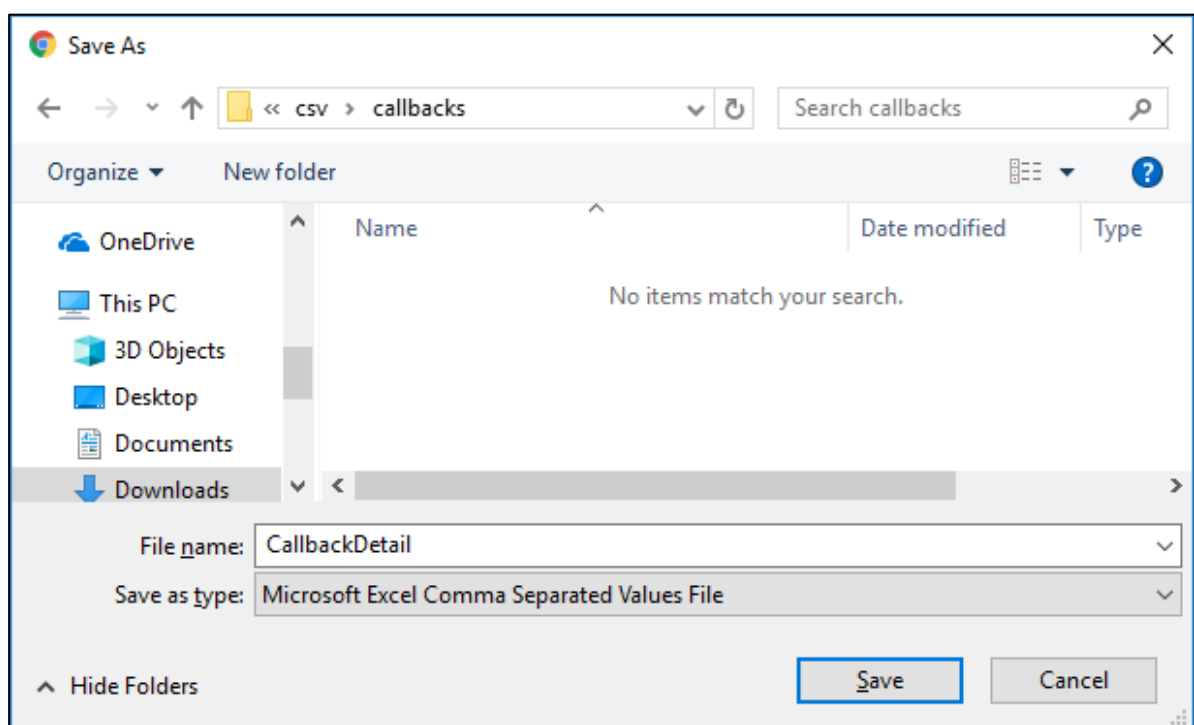 Save As
« csv > callbacks
Search callbacks
Organize
New folder
?
OneDrive
Name
Date modified
Type
This PC
No items match your search.
3D Objects
Desktop
Documents
Downloads
File name: CallbackDetail
Save as type: Microsoft Excel Comma Separated Values File
Hide Folders
Save
Cancel